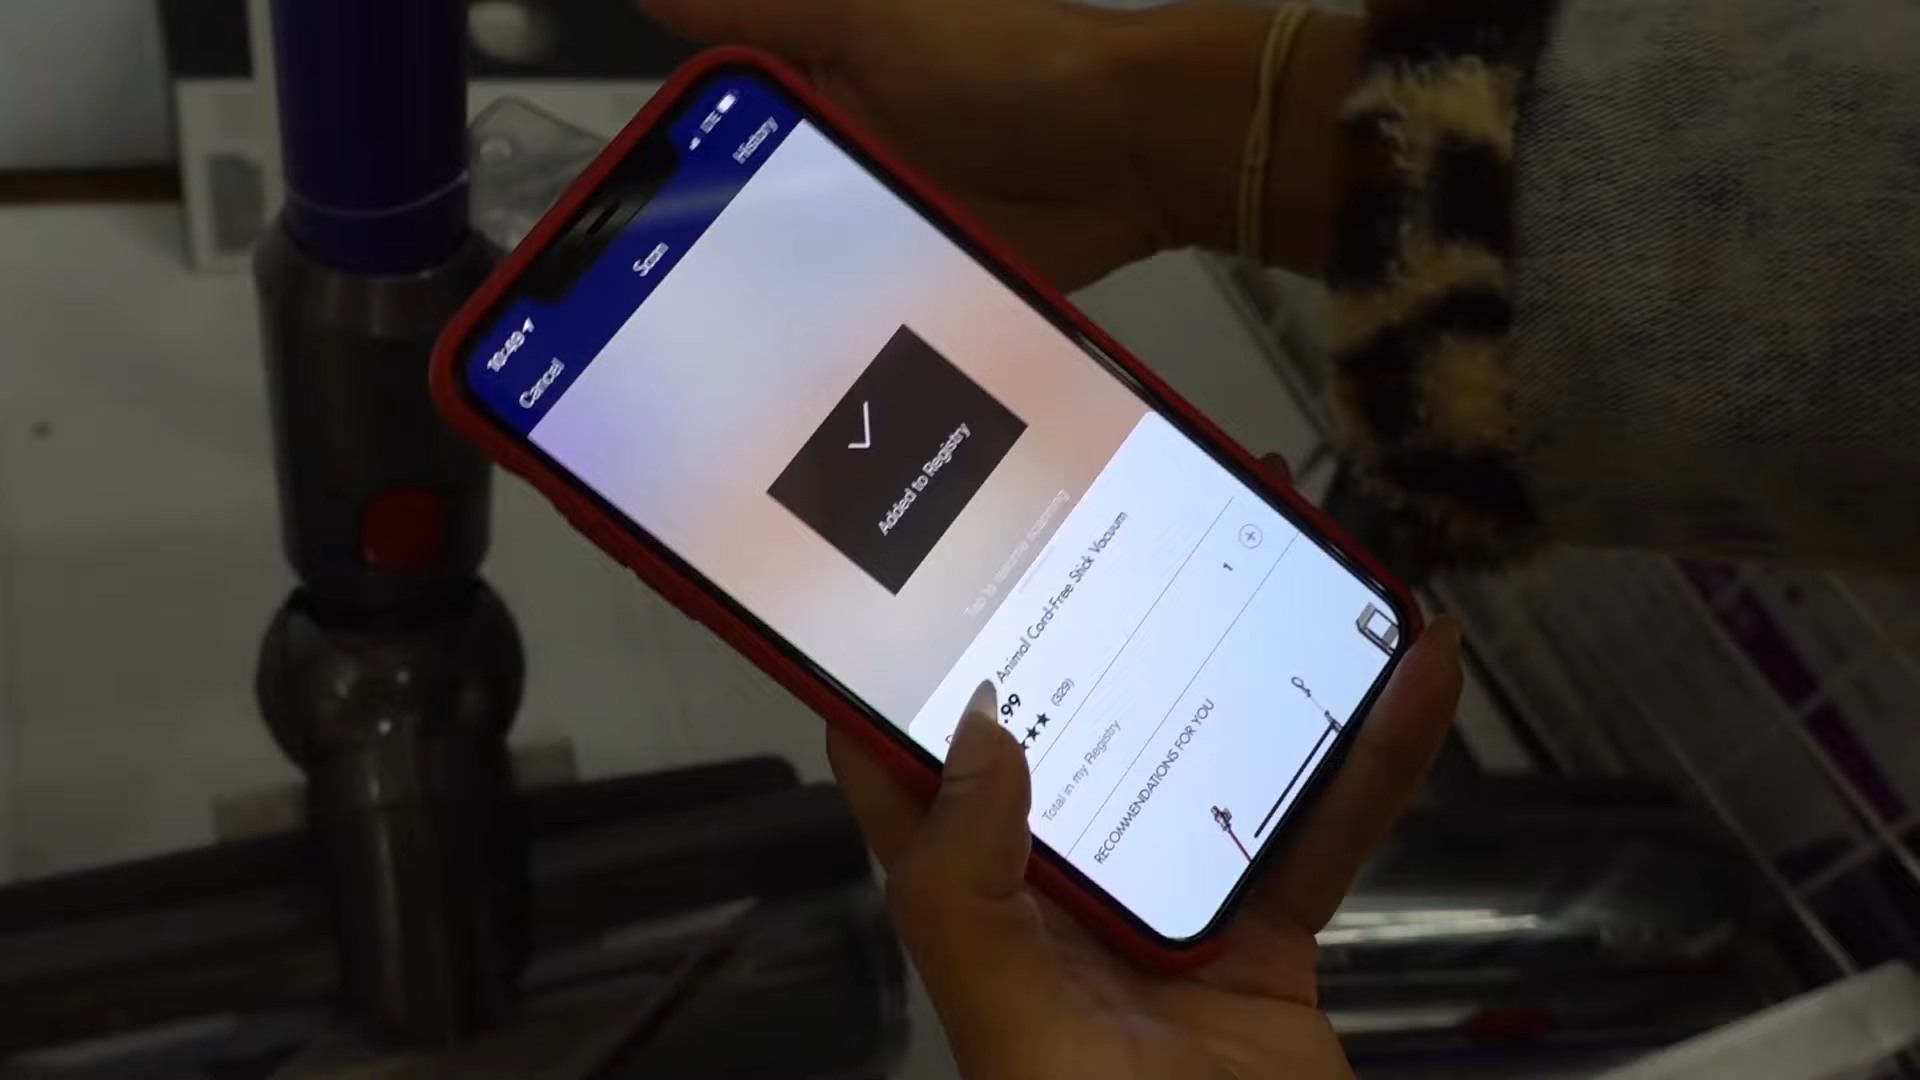 10:49
LTE
Cancel
Scan
History
Added to Registry
Tap to resume scanning
Animal Cord-Free Stick Vacuum
.99
(329)
Total in my Registry
1
RECOMMENDATIONS FOR YOU